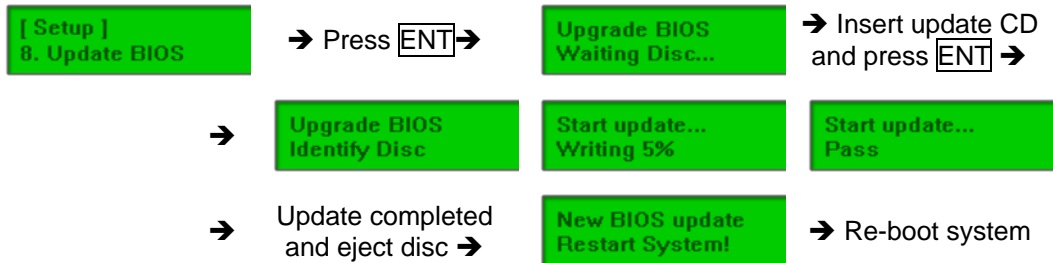 [ Setup ]
8. Update BIOS
➔ Press ENT➔
Upgrade BIOS
Waiting Disc...
➔ Insert update CD
and press ENT ➔
➔
Upgrade BIOS
Identify Disc
Start update...
Writing 5%
Start update...
Pass
➔
Update completed
and eject disc ➔
New BIOS update
Restart System!
➔ Re-boot system